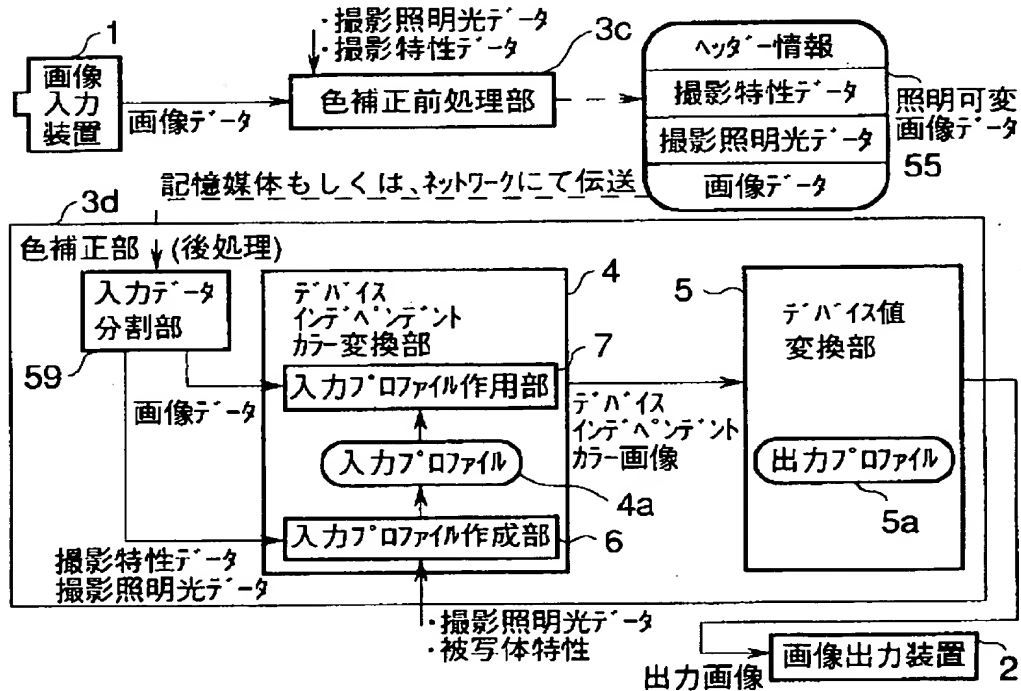 1
画像
入力
装置
画像データ
・撮影照明光データ
・撮影特性データ
3c
色補正前処理部
ヘッダー情報
撮影特性データ
撮影照明光データ
画像データ
照明可変
画像データ
55
記憶媒体もしくは、ネットワークにて伝送
3d
色補正部 (後処理)
入力データ
分割部
59
画像データ
撮影特性データ
撮影照明光データ
4
デバイス
インデペンデント
カラー変換部
7
入力プロファイル作用部
入力プロファイル
4a
入力プロファイル作成部
6
・撮影照明光データ
・被写体特性
デバイス
インデペンデント
カラー画像
5
デバイス値
変換部
出力プロファイル
5a
出力画像
画像出力装置
2